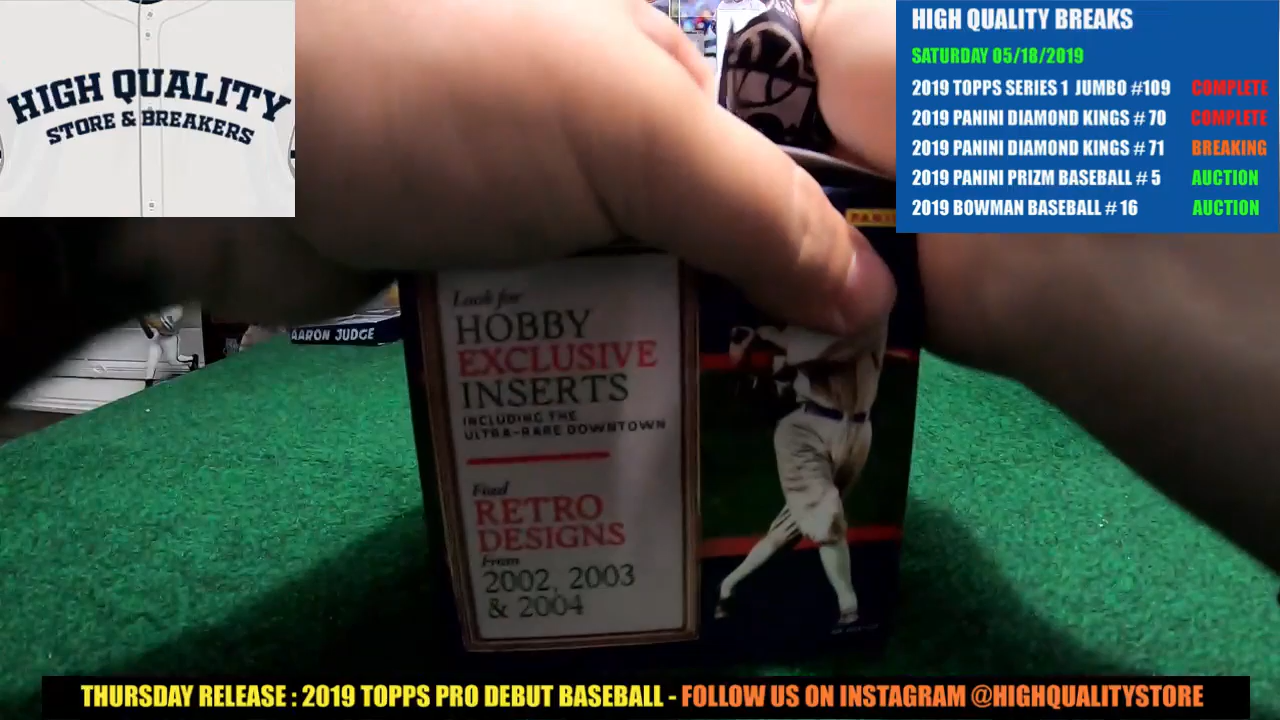 HIGH QUALITY
STORE & BREAKERS
HIGH QUALITY BREAKS
SATURDAY 05/18/2019
2019 TOPPS SERIES 1 JUMBO #109 COMPLETE
2019 PANINI DIAMOND KINGS # 70 COMPLETE
2019 PANINI DIAMOND KINGS # 71 BREAKING
2019 PANINI PRIZM BASEBALL # 5 AUCTION
2019 BOWMAN BASEBALL # 16 AUCTION
AARON JUDGE
Look for
HOBBY
EXCLUSIVE
INSERTS
INCLUDING THE
ULTRA-RARE DOWNTOWN
Find
RETRO
DESIGNS
From
2002, 2003
& 2004
THURSDAY RELEASE : 2019 TOPPS PRO DEBUT BASEBALL - FOLLOW US ON INSTAGRAM @HIGHQUALITYSTORE